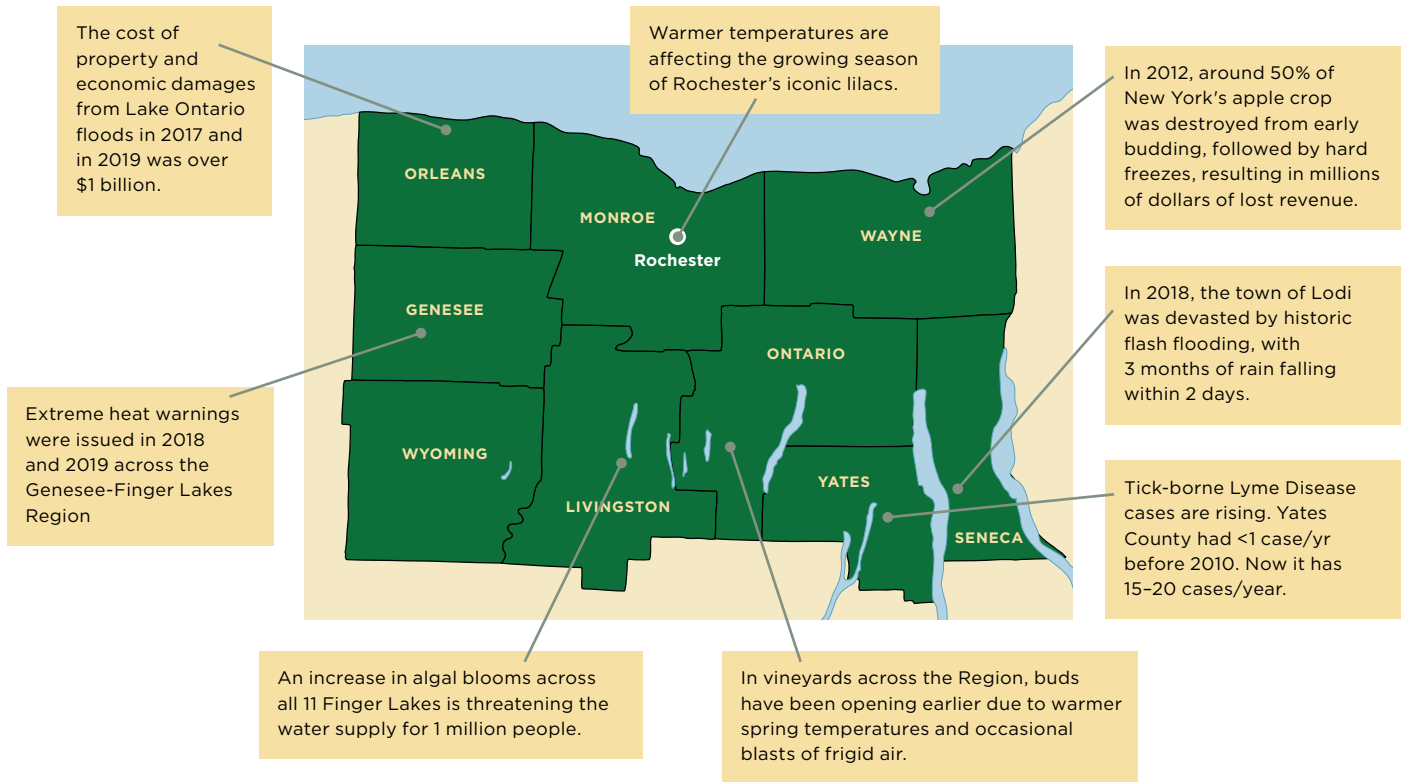 The cost of
property and
economic damages
from Lake Ontario
floods in 2017 and
in 2019 was over
$1 billion.
Warmer temperatures are
affecting the growing season
of Rochester’s iconic lilacs.
In 2012, around 50% of
New York's apple crop
was destroyed from early
budding, followed by hard
freezes, resulting in millions
of dollars of lost revenue.
ORLEANS
MONROE
WAYNE
Rochester
GENESEE
ONTARIO
In 2018, the town of Lodi
was devasted by historic
flash flooding, with
3 months of rain falling
within 2 days.
Extreme heat warnings
were issued in 2018
and 2019 across the
Genesee-Finger Lakes
Region
WYOMING
LIVINGSTON
YATES
SENECA
Tick-borne Lyme Disease
cases are rising. Yates
County had <1 case/yr
before 2010. Now it has
15–20 cases/year.
An increase in algal blooms across
all 11 Finger Lakes is threatening the
water supply for 1 million people.
In vineyards across the Region, buds
have been opening earlier due to warmer
spring temperatures and occasional
blasts of frigid air.